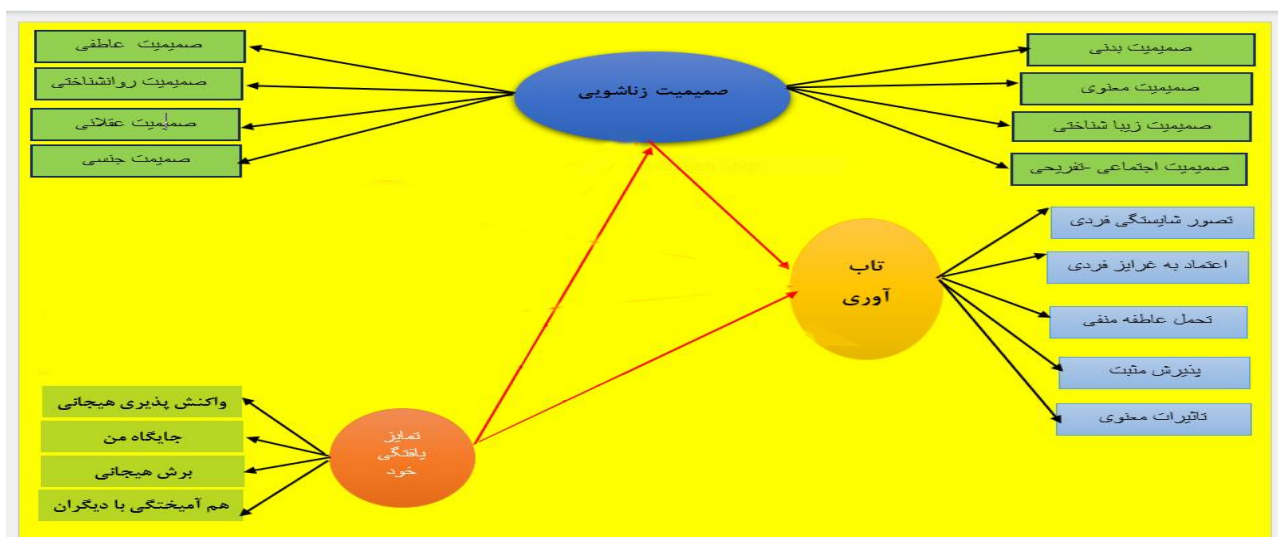 صمیمیت عاطفی
صمیمیت روانشناختی
صمیمیت عقلانی
صمیمت جنسی
صمیمیت زناشویی
صمیمیت بدنی
صمیمیت معنوی
صمیمیت زیبا شناختی
صمیمیت اجتماعی -تفریحی
تاب
آوری
تصور شایستگی فردی
اعتماد به غرایز فردی
تحمل عاطفه منفی
پذیرش مثبت
تاثیرات معنوی
تمایز
یافتگی
خود
واکنش پذیری هیجانی
جایگاه من
برش هیجانی
هم آمیختگی با دیگران